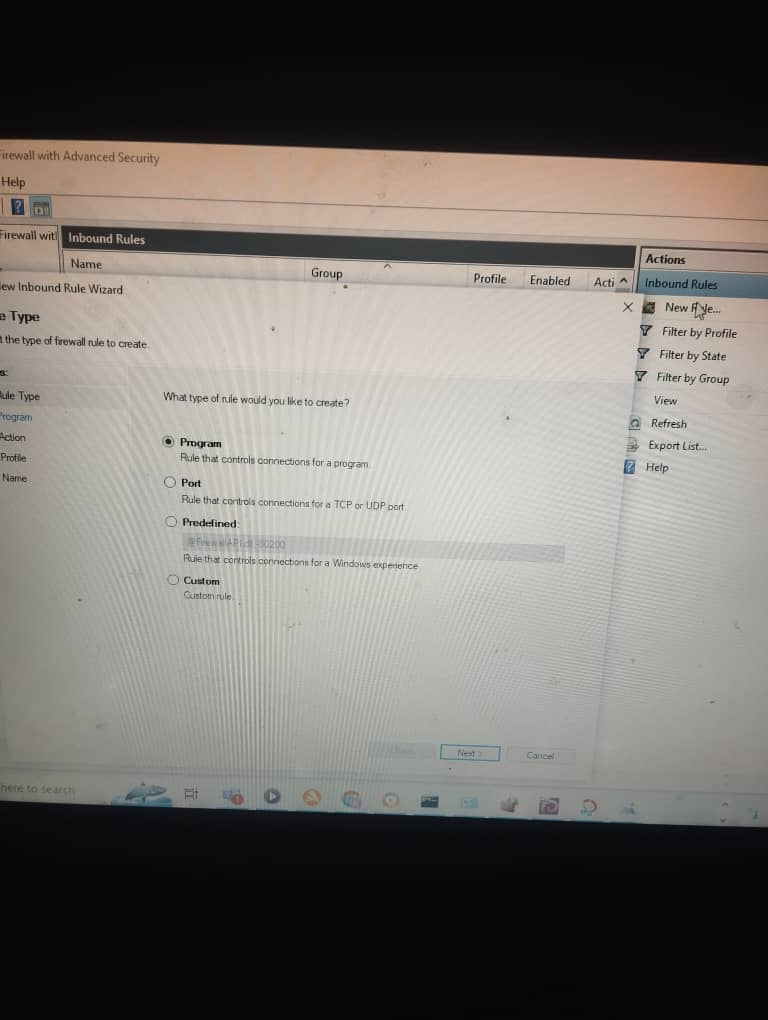 Firewall with Advanced Security
Help
Firewall wit
Inbound Rules
Name
Group
Profile
Enabled
Acti
Actions
Inbound Rules
New Rule...
Filter by Profile
Filter by State
Filter by Group
View
Refresh
Export List...
Help
ew Inbound Rule Wizard
e Type
t the type of firewall rule to create.
s:
ule Type
Program
Action
Profile
Name
What type of rule would you like to create?
Program
Rule that controls connections for a program.
Port
Rule that controls connections for a TCP or UDP port.
Predefined:
@FirewallAPI.dll,-80200
Rule that controls connections for a Windows experience.
Custom
Custom rule.
Next >
Cancel
here to search